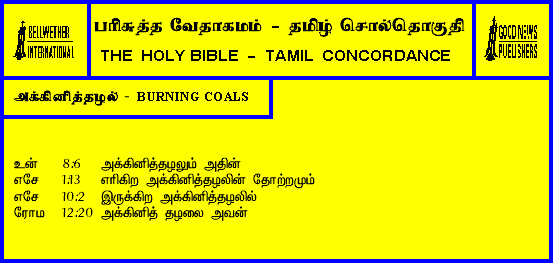 BELLWETHER
INTERNATIONAL
பரிசுத்த வேதாகமம் - தமிழ் சொல்தொகுதி
THE HOLY BIBLE - TAMIL CONCORDANCE
GOOD NEWS
PUBLISHERS
அக்கினித்தழல் - BURNING COALS
உன் 8:6 அக்கினித்தழலும் அதின்
எசே 1:13 எரிகிற அக்கினித்தழலின் தோற்றமும்
எசே 10:2 இருக்கிற அக்கினித்தழலில்
ரோம 12:20 அக்கினித் தழலை அவன்